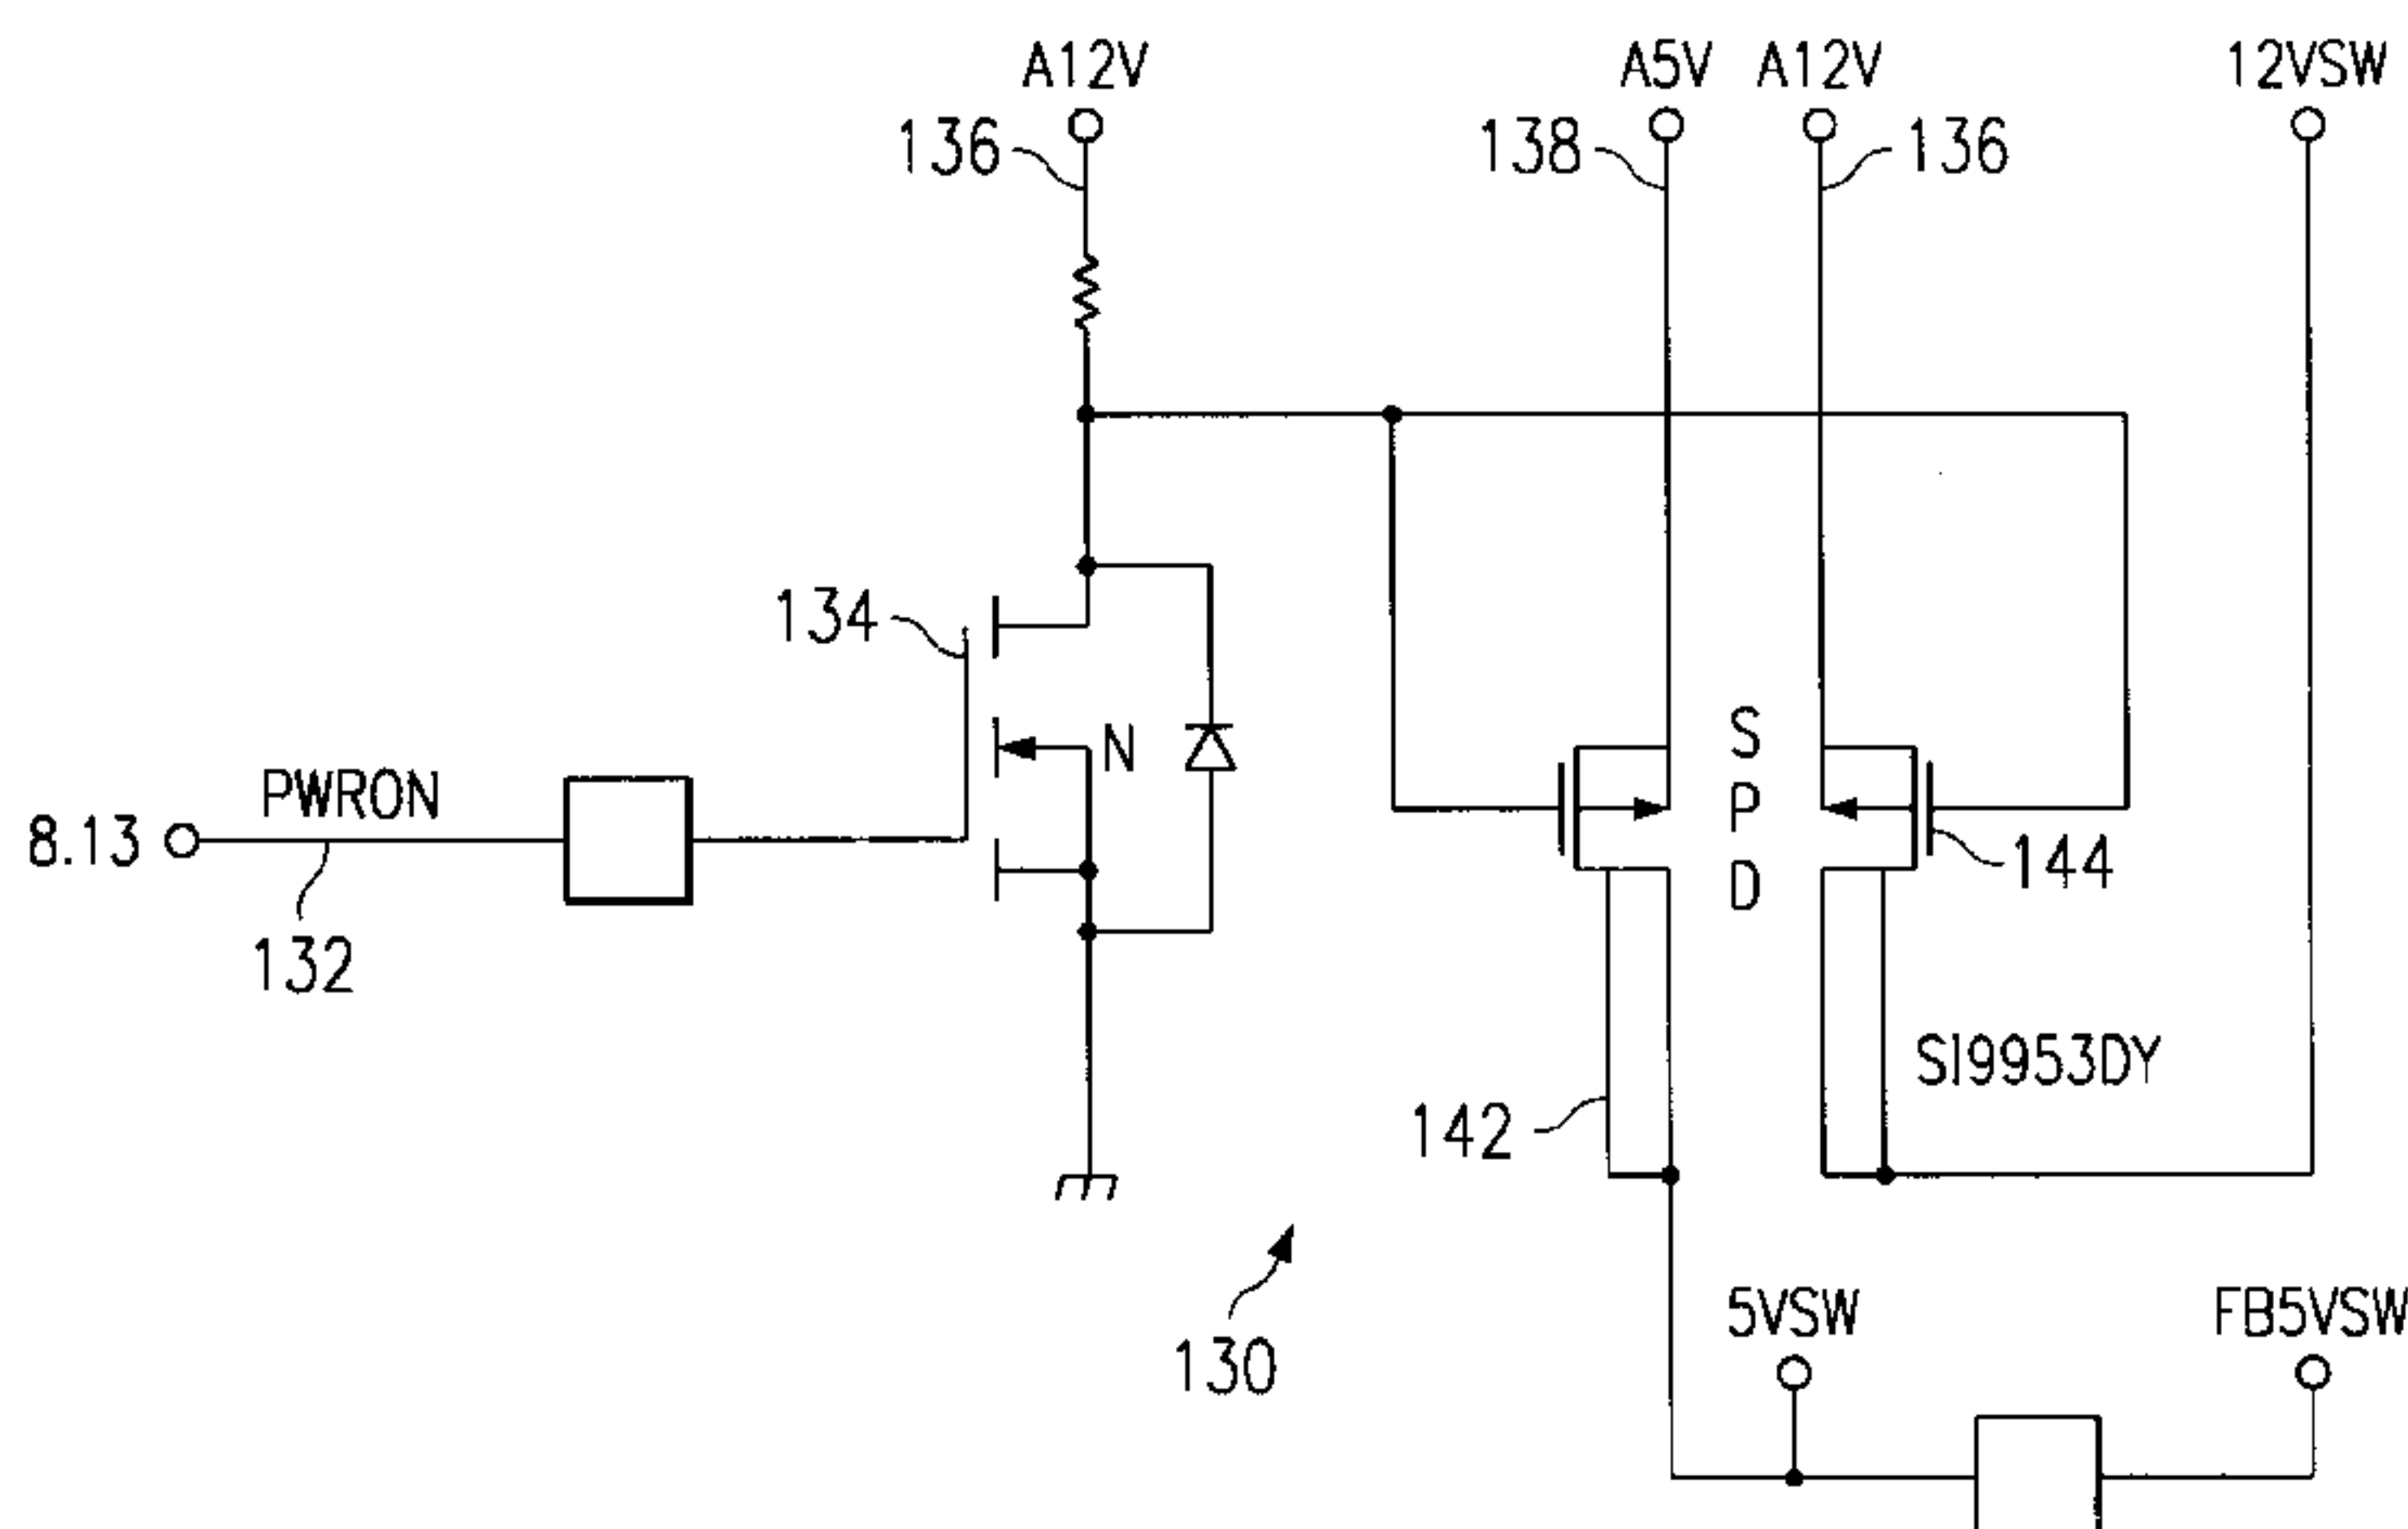 A12V
A5V
A12V
12VSW
136
138
136
134
N
S
P
D
PWRON
8.13
132
144
SI9953DY
142
130
5VSW
FB5VSW